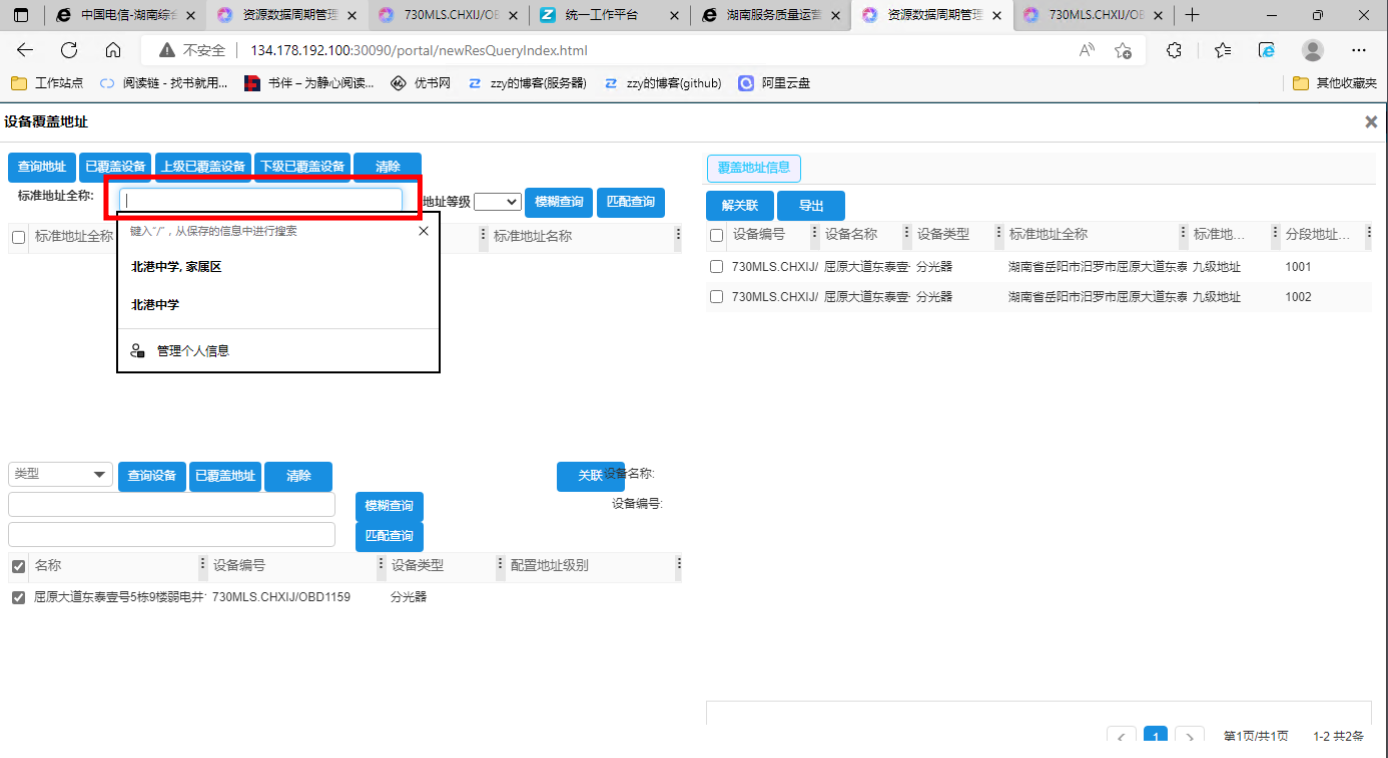 中国电信-湖南综合
资源数据周期管理
730MLS.CHXIJ/OB
统一工作平台
湖南服务质量运营
资源数据周期管理
730MLS.CHXIJ/OB
不安全
134.178.192.100:30090/portal/newResQueryIndex.html
工作站点
阅读链 - 找书就用...
书伴 – 为静心阅读...
优书网
zzy的博客(服务器)
zzy的博客(github)
阿里云盘
其他收藏夹
设备覆盖地址
查询地址 已覆盖设备 上级已覆盖设备 下级已覆盖设备 清除
标准地址全称:
地址等级
模糊查询 匹配查询
标准地址全称 标准地址名称
键入"/"，从保存的信息中进行搜索
北港中学, 家属区
北港中学
管理个人信息
覆盖地址信息
解关联 导出
设备编号 设备名称 设备类型 标准地址全称 标准地... 分段地址...
730MLS.CHXIJ/ 屈原大道东泰壹 分光器 湖南省岳阳市汨罗市屈原大道东泰 九级地址 1001
730MLS.CHXIJ/ 屈原大道东泰壹 分光器 湖南省岳阳市汨罗市屈原大道东泰 九级地址 1002
类型 查询设备 已覆盖地址 清除 关联 设备名称:
模糊查询 设备编号:
匹配查询
名称 设备编号 设备类型 配置地址级别
屈原大道东泰壹号5栋9楼弱电井 730MLS.CHXIJ/OBD1159 分光器
1 第1页/共1页 1-2 共2条